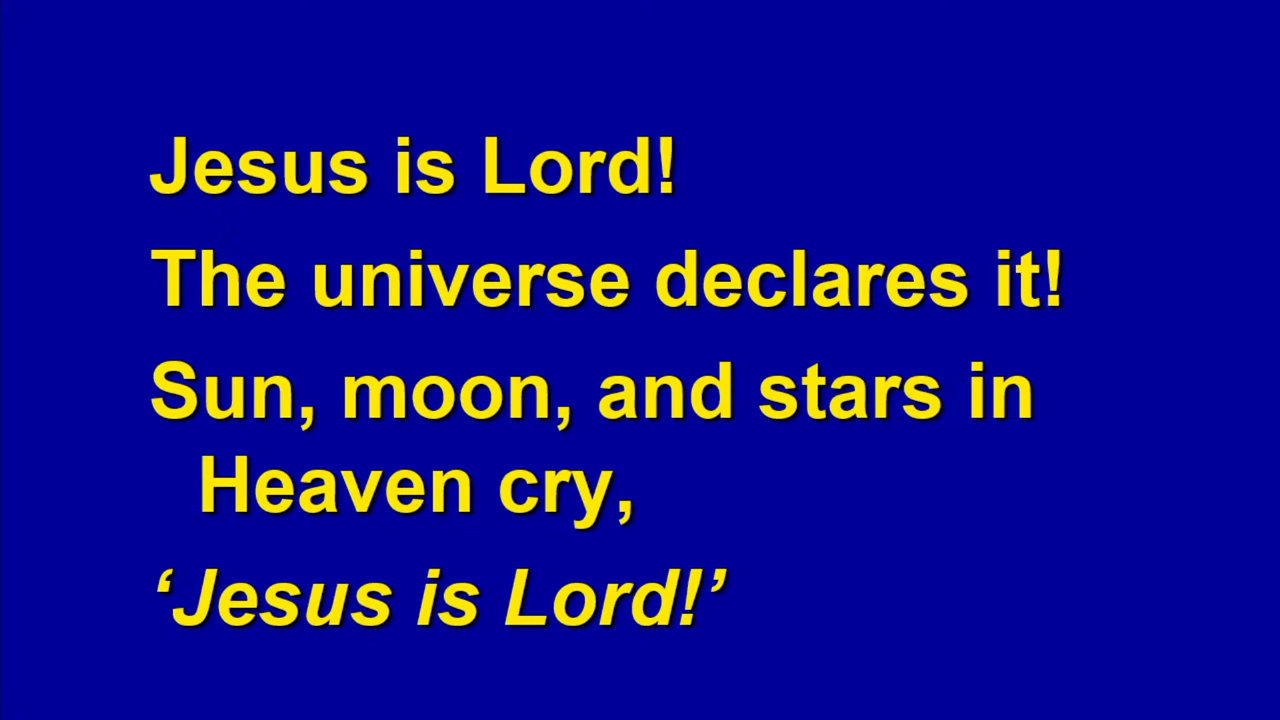 Jesus is Lord!
The universe declares it!
Sun, moon, and stars in
Heaven cry,
‘Jesus is Lord!’